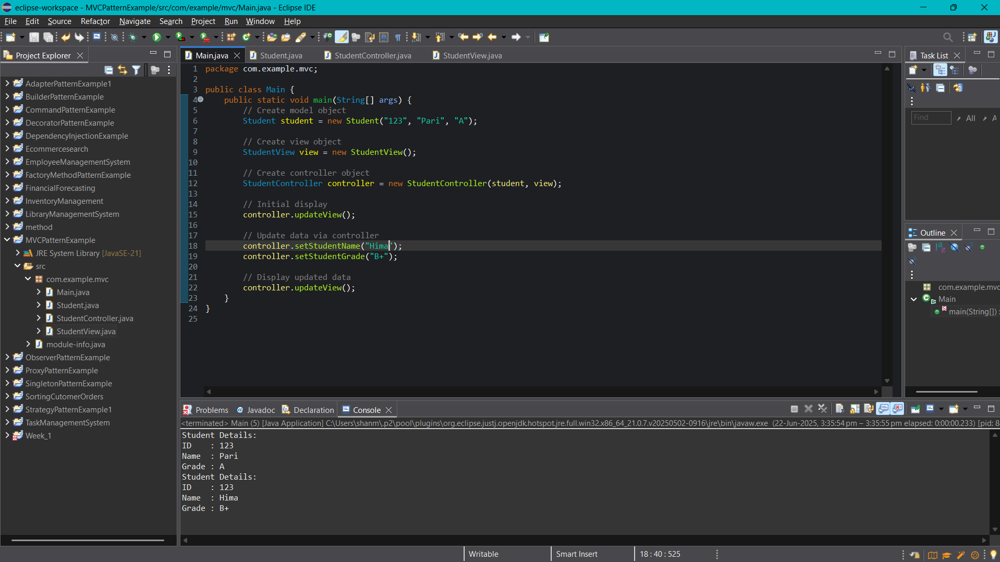 eclipse-workspace - MVCPatternExample/src/com/example/mvc/Main.java - Eclipse IDE
File Edit Source Refactor Navigate Search Project Run Window Help
Project Explorer
AdapterPatternExample1
BuilderPatternExample
CommandPatternExample
DecoratorPatternExample
DependencyInjectionExample
Ecommercesearch
EmployeeManagementSystem
FactoryMethodPatternExample
FinancialForecasting
InventoryManagement
LibraryManagementSystem
method
MVCPatternExample
JRE System Library [JavaSE-21]
src
com.example.mvc
Main.java
Student.java
StudentController.java
StudentView.java
module-info.java
ObserverPatternExample
ProxyPatternExample
SingletonPatternExample
SortingCutomerOrders
StrategyPatternExample1
TaskManagementSystem
Week_1
Main.java Student.java StudentController.java StudentView.java
1 package com.example.mvc;
2
3 public class Main {
4 public static void main(String[] args) {
5 // Create model object
6 Student student = new Student("123", "Pari", "A");
7
8 // Create view object
9 StudentView view = new StudentView();
10
11 // Create controller object
12 StudentController controller = new StudentController(student, view);
13
14 // Initial display
15 controller.updateView();
16
17 // Update data via controller
18 controller.setStudentName("Hima");
19 controller.setStudentGrade("B+");
20
21 // Display updated data
22 controller.updateView();
23 }
24 }
25
Task List
Find All A
Outline
com.example.mvc
Main
main(String[]) :
Problems Javadoc Declaration Console
<terminated> Main (5) [Java Application] C:\Users\shanm\.p2\pool\plugins\org.eclipse.justj.openjdk.hotspot.jre.full.win32.x86_64_21.0.7.v20250502-0916\jre\bin\javaw.exe (22-Jun-2025, 3:35:54 pm – 3:35:55 pm elapsed: 0:00:00.233) [pid: 8
Student Details:
ID : 123
Name : Pari
Grade : A
Student Details:
ID : 123
Name : Hima
Grade : B+
Writable Smart Insert 18 : 40 : 525